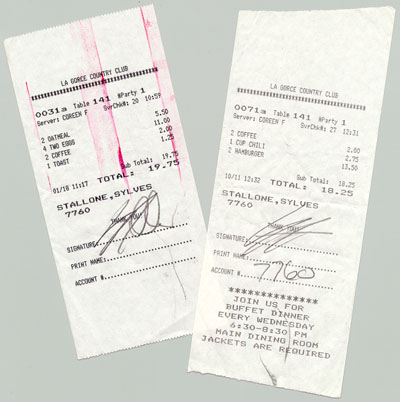 LA GORCE COUNTRY CLUB
0031a Table 141 #Party 1
Server: COREEN F SvrChk#: 20 10:59
2 OATMEAL 5.50
4 TWO EGGS 11.00
2 COFFEE 2.00
1 TOAST 1.25
Sub Total: 19.75
01/18 11:17 TOTAL: 19.75
STALLONE,SYLVES
7760
THANK YOU!
SIGNATURE
PRINT NAME:
ACCOUNT #.
LA GORCE COUNTRY CLUB
0071a Table 141 #Party 1
Server: COREEN F SvrChk#: 27 12:31
2 COFFEE 2.00
1 CUP CHILI 2.75
2 HAMBURGER 13.50
Sub Total: 18.25
10/11 12:32 TOTAL: 18.25
STALLONE,SYLVES
7760
THANK YOU!
SIGNATURE
PRINT NAME:
ACCOUNT #. 7760
**************
JOIN US FOR
BUFFET DINNER
EVERY WEDNESDAY
6:30-8:30 PM
MAIN DINING ROOM
JACKETS ARE REQUIRED